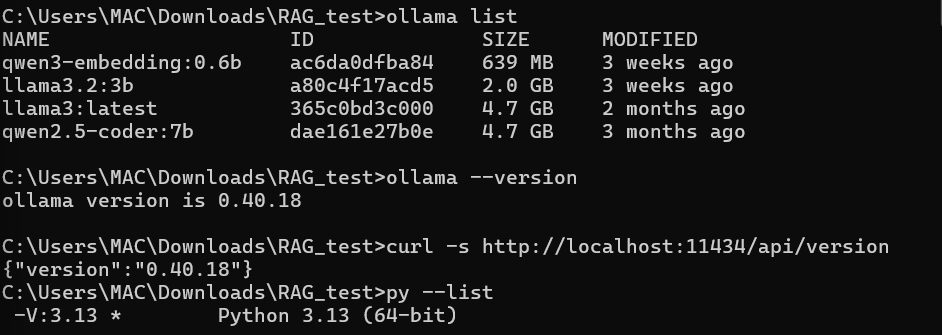 C:\Users\MAC\Downloads\RAG_test>ollama list
NAME                    ID              SIZE      MODIFIED
qwen3-embedding:0.6b    ac6da0dfba84    639 MB    3 weeks ago
llama3.2:3b             a80c4f17acd5    2.0 GB    3 weeks ago
llama3:latest           365c0bd3c000    4.7 GB    2 months ago
qwen2.5-coder:7b        dae161e27b0e    4.7 GB    3 months ago

C:\Users\MAC\Downloads\RAG_test>ollama --version
ollama version is 0.40.18

C:\Users\MAC\Downloads\RAG_test>curl -s http://localhost:11434/api/version
{"version":"0.40.18"}
C:\Users\MAC\Downloads\RAG_test>py --list
 -V:3.13 *        Python 3.13 (64-bit)